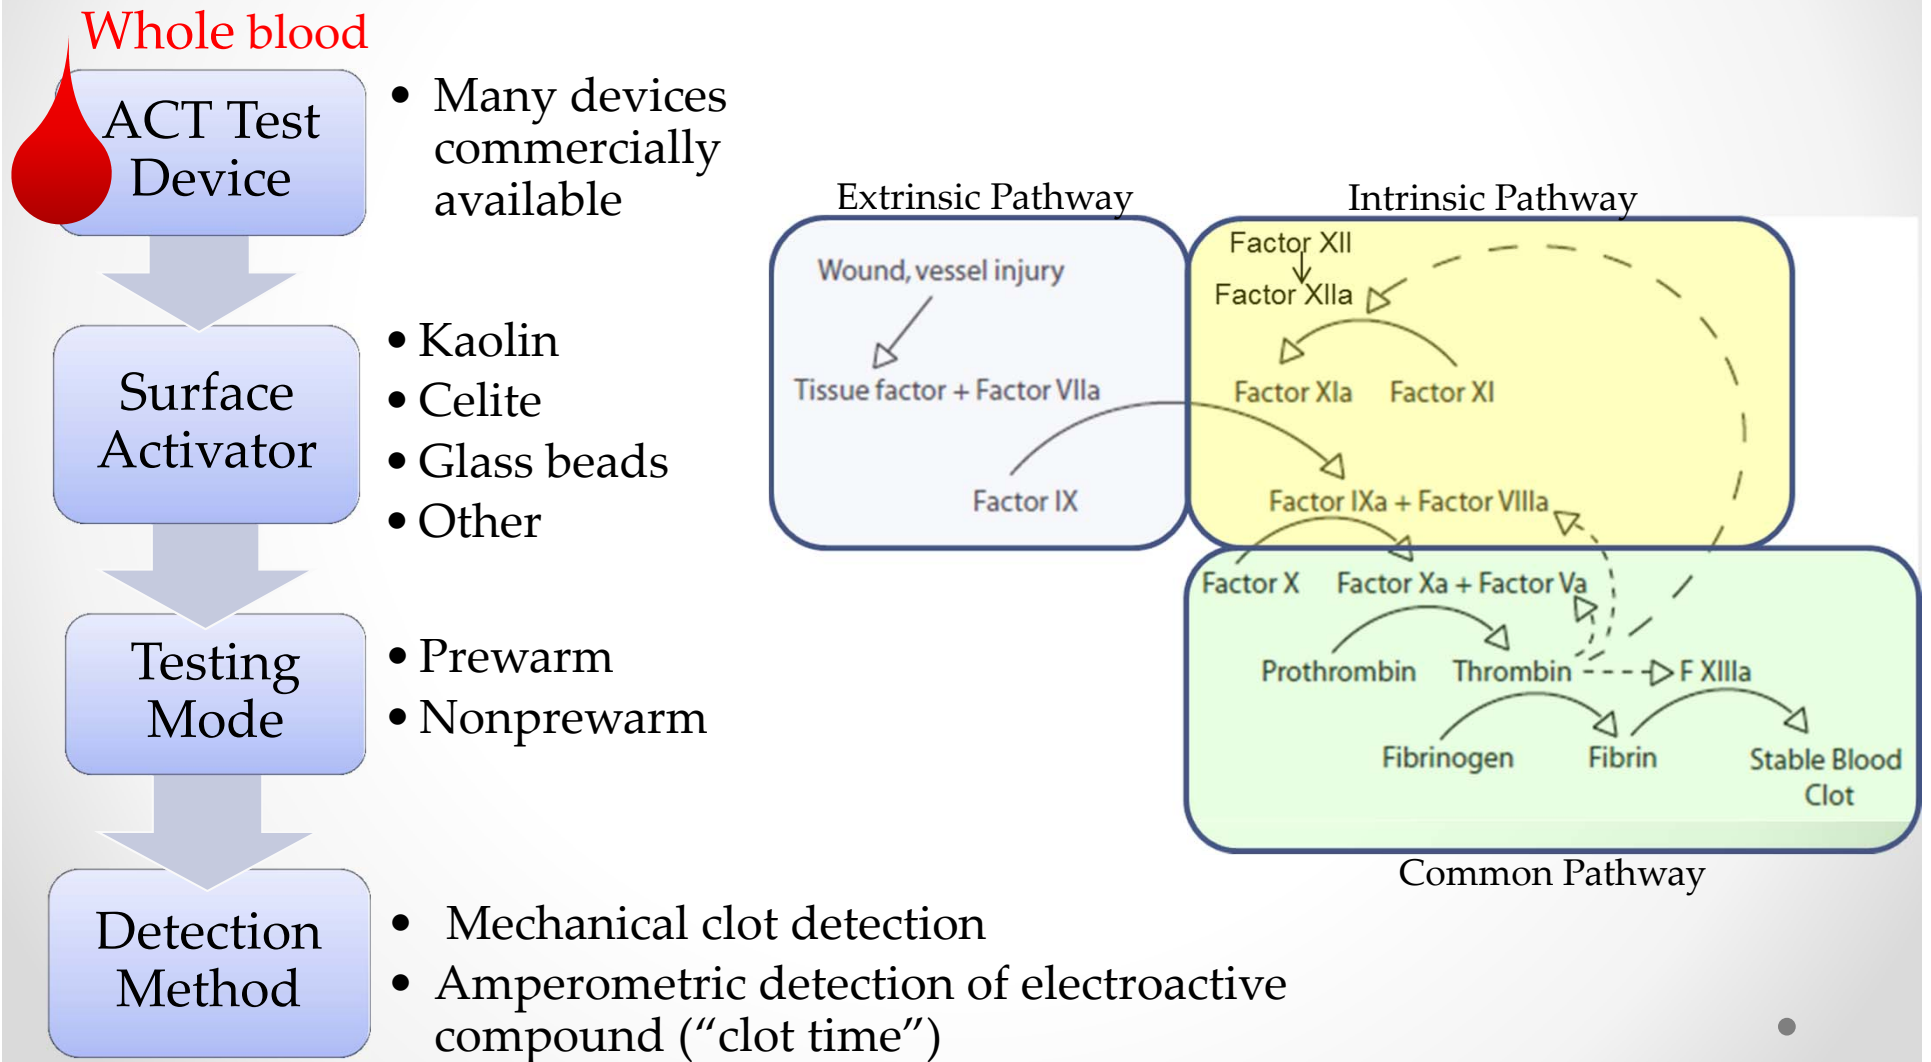 Whole blood
ACT Test
Device
• Many devices
commercially
available
Surface
Activator
• Kaolin
• Celite
• Glass beads
• Other
Testing
Mode
• Prewarm
• Nonprewarm
Detection
Method
• Mechanical clot detection
• Amperometric detection of electroactive
compound (“clot time”)
Extrinsic Pathway
Wound, vessel injury
Tissue factor + Factor VIIa
Factor IX
Intrinsic Pathway
Factor XII
Factor XIIa
Factor XIa Factor XI
Factor IXa + Factor VIIIa
Factor X Factor Xa + Factor Va
Prothrombin Thrombin F XIIIa
Fibrinogen Fibrin Stable Blood
Clot
Common Pathway